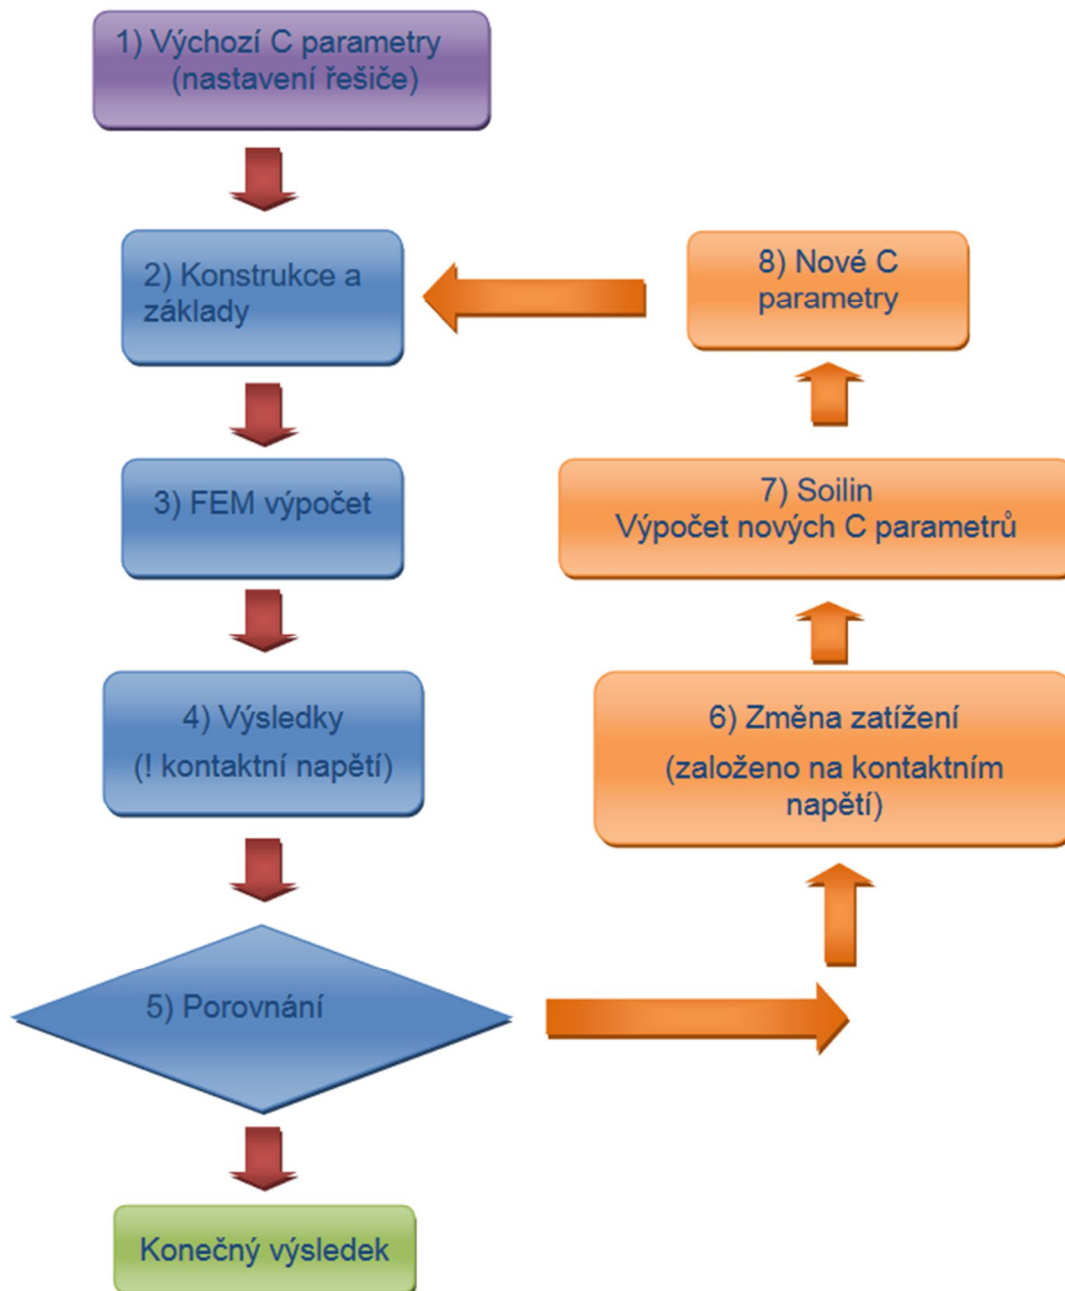 1) Výchozí C parametry
(nastavení řešiče)
2) Konstrukce a
základy
3) FEM výpočet
4) Výsledky
(! kontaktní napětí)
5) Porovnání
6) Změna zatížení
(založeno na kontaktním
napětí)
7) Soilin
Výpočet nových C parametrů
8) Nové C
parametry
Konečný výsledek